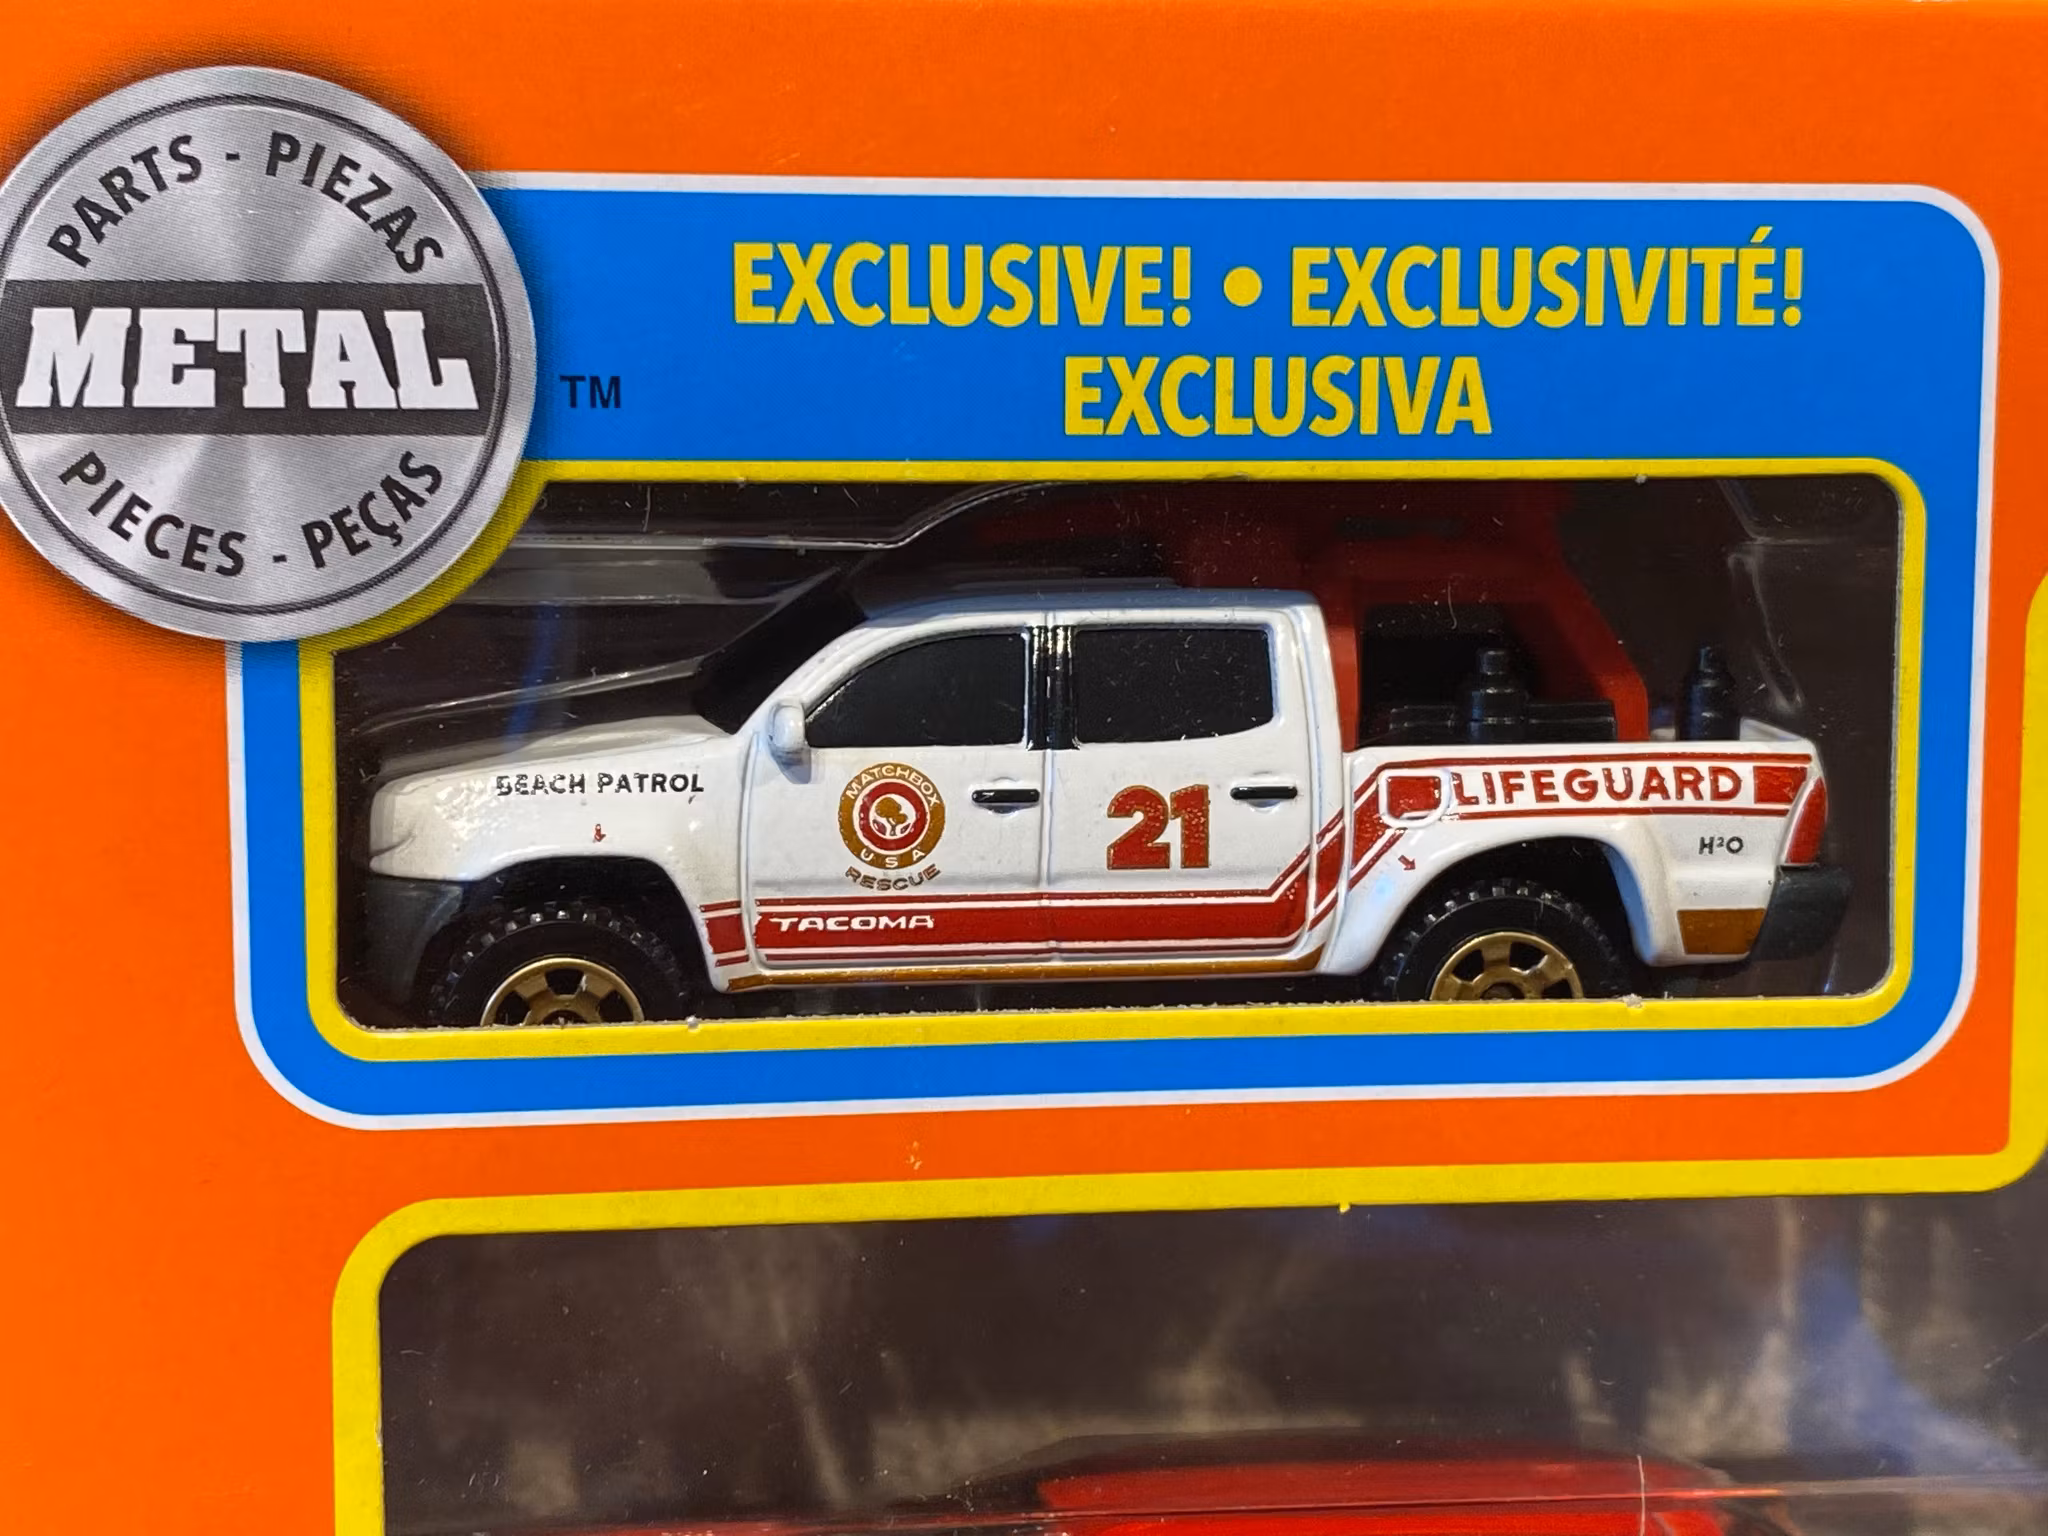 PARTS - PIEZAS
METAL
PIECES - PEÇAS
TM
EXCLUSIVE! • EXCLUSIVITÉ!
EXCLUSIVA
BEACH PATROL
MATCHBOX
USA
RESCUE
21
LIFEGUARD
H²O
TACOMA